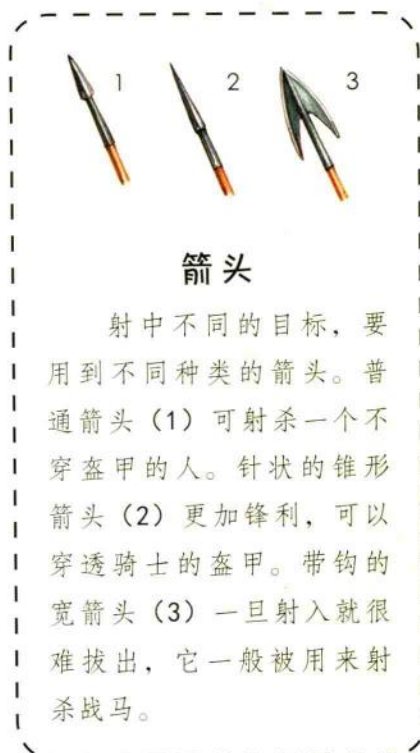 1 2 3
箭头
射中不同的目标，要
用到不同种类的箭头。普
通箭头（1）可射杀一个不
穿盔甲的人。针状的锥形
箭头（2）更加锋利，可以
穿透骑士的盔甲。带钩的
宽箭头（3）一旦射入就很
难拔出，它一般被用来射
杀战马。